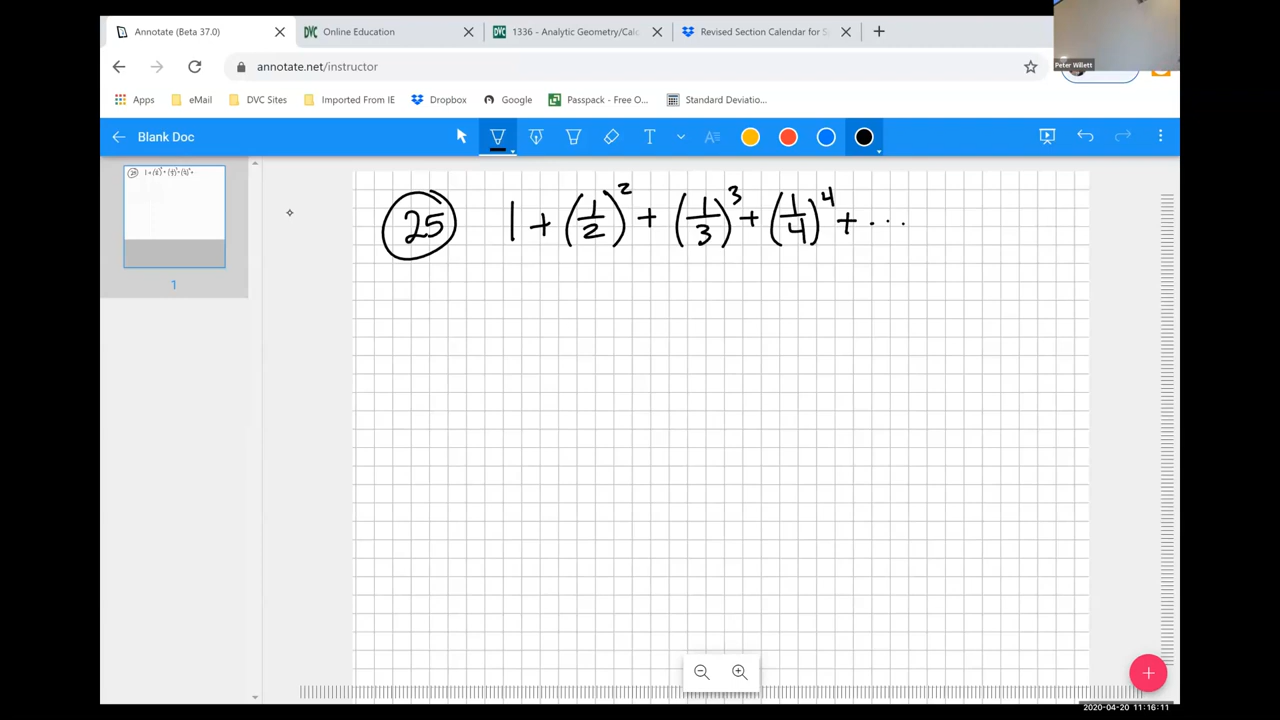 Annotate (Beta 37.0)
Online Education
1336 - Analytic Geometry/Calc
Revised Section Calendar for S
Peter Willett
annotate.net/instructor
Apps
eMail
DVC Sites
Imported From IE
Dropbox
Google
Passpack - Free O...
Standard Deviatio...
Blank Doc
25 1 + (1/2)^2 + (1/3)^3 + (1/4)^4 + ...
1
2020-04-20 11:16:11